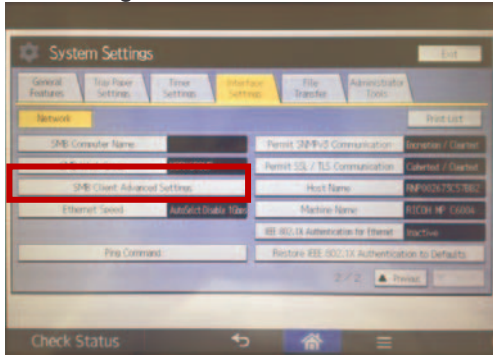 System Settings
Exit
General Features
Tray Paper Settings
Timer Settings
Interface Settings
File Transfer
Administrator Tools
Network
Print List
SMB Computer Name
Permit SNMPv3 Communication
Encryption / Cleartext
Permit SSL / TLS Communication
SMB Client Advanced Settings
Host Name
Ethernet Speed
Machine Name
RICOH MP C6004
IEEE 802.1X Authentication for Ethernet
Inactive
Ping Command
Restore IEEE 802.1X Authentication to Defaults
2 / 2
▲ Previous
Check Status